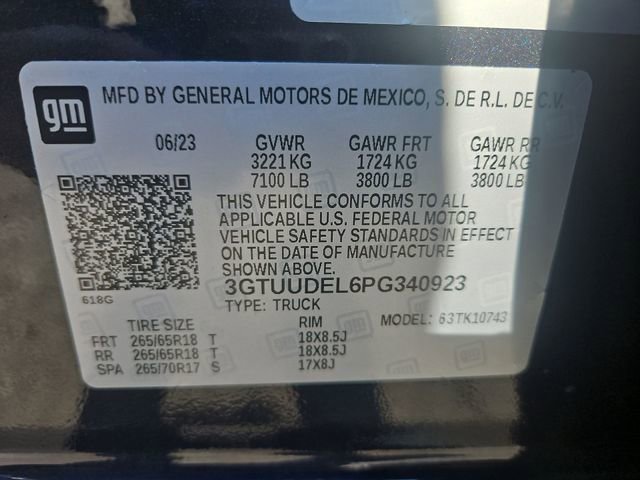 gm
MFD BY GENERAL MOTORS DE MEXICO, S. DE R.L. DE C.V.
06/23 GVWR GAWR FRT GAWR RR
3221 KG 1724 KG 1724 KG
7100 LB 3800 LB 3800 LB
THIS VEHICLE CONFORMS TO ALL
APPLICABLE U.S. FEDERAL MOTOR
VEHICLE SAFETY STANDARDS IN EFFECT
ON THE DATE OF MANUFACTURE
SHOWN ABOVE.
3GTUUDEL6PG340923
618G
TYPE: TRUCK
MODEL: 63TK10743
TIRE SIZE RIM
FRT 265/65R18 T 18X8.5J
RR 265/65R18 T 18X8.5J
SPA 265/70R17 S 17X8J